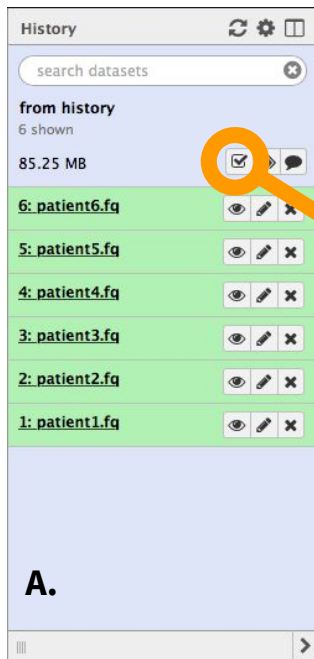 History
search datasets
from history
6 shown
85.25 MB
6: patient6.fq
5: patient5.fq
4: patient4.fq
3: patient3.fq
2: patient2.fq
1: patient1.fq
A.